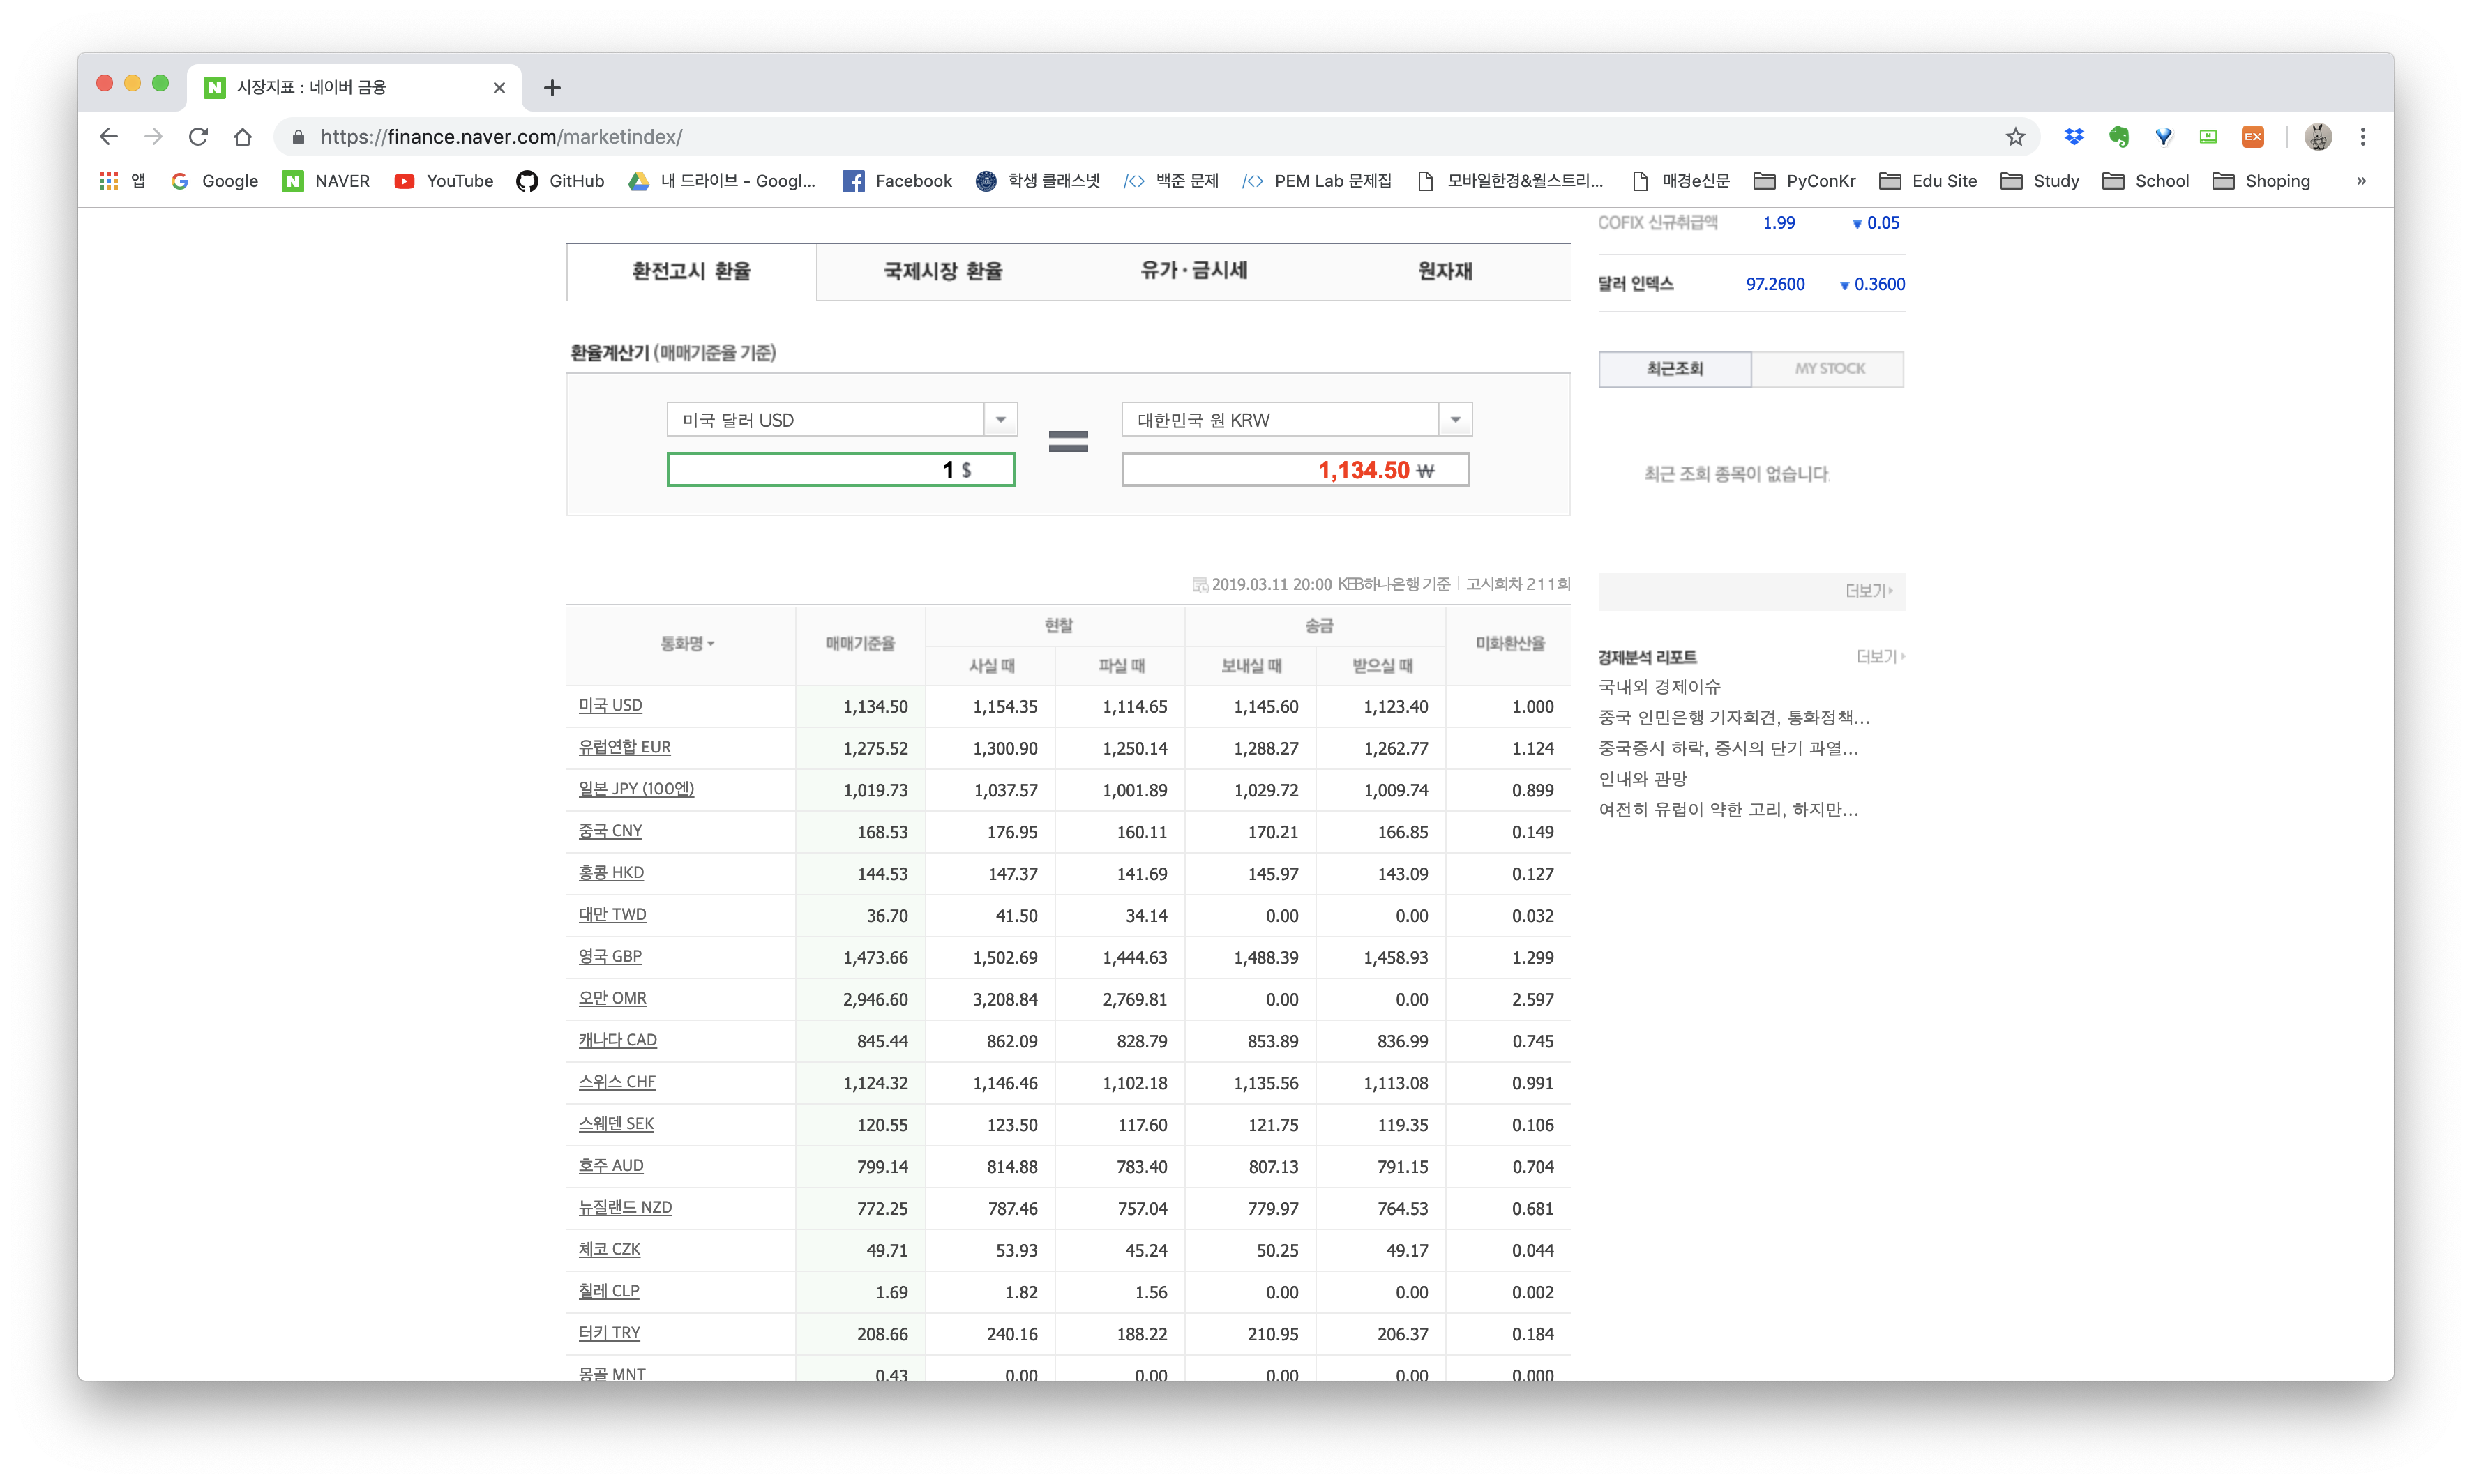 시장지표 : 네이버 금융
https://finance.naver.com/marketindex/
EX
앱 Google NAVER YouTube GitHub 내 드라이브 - Googl... Facebook 학생 클래스넷 백준 문제 PEM Lab 문제집 모바일한경&월스트리... 매경e신문 PyConKr Edu Site Study School Shoping »
COFIX 신규취급액 1.99 ▼ 0.05
달러 인덱스 97.2600 ▼ 0.3600
최근조회 MY STOCK
최근 조회 종목이 없습니다.
더보기
경제분석 리포트 더보기
국내외 경제이슈
중국 인민은행 기자회견, 통화정책...
중국증시 하락, 증시의 단기 과열...
인내와 관망
여전히 유럽이 약한 고리, 하지만...
환전고시 환율 국제시장 환율 유가·금시세 원자재
환율계산기 (매매기준율 기준)
미국 달러 USD = 대한민국 원 KRW
1 $ 1,134.50 ₩
2019.03.11 20:00 KEB하나은행 기준 고시회차 211회
통화명 매매기준율 현찰 송금 미화환산율
사실 때 파실 때 보내실 때 받으실 때
미국 USD 1,134.50 1,154.35 1,114.65 1,145.60 1,123.40 1.000
유럽연합 EUR 1,275.52 1,300.90 1,250.14 1,288.27 1,262.77 1.124
일본 JPY (100엔) 1,019.73 1,037.57 1,001.89 1,029.72 1,009.74 0.899
중국 CNY 168.53 176.95 160.11 170.21 166.85 0.149
홍콩 HKD 144.53 147.37 141.69 145.97 143.09 0.127
대만 TWD 36.70 41.50 34.14 0.00 0.00 0.032
영국 GBP 1,473.66 1,502.69 1,444.63 1,488.39 1,458.93 1.299
오만 OMR 2,946.60 3,208.84 2,769.81 0.00 0.00 2.597
캐나다 CAD 845.44 862.09 828.79 853.89 836.99 0.745
스위스 CHF 1,124.32 1,146.46 1,102.18 1,135.56 1,113.08 0.991
스웨덴 SEK 120.55 123.50 117.60 121.75 119.35 0.106
호주 AUD 799.14 814.88 783.40 807.13 791.15 0.704
뉴질랜드 NZD 772.25 787.46 757.04 779.97 764.53 0.681
체코 CZK 49.71 53.93 45.24 50.25 49.17 0.044
칠레 CLP 1.69 1.82 1.56 0.00 0.00 0.002
터키 TRY 208.66 240.16 188.22 210.95 206.37 0.184
몽골 MNT 0.43 0.00 0.00 0.00 0.00 0.000